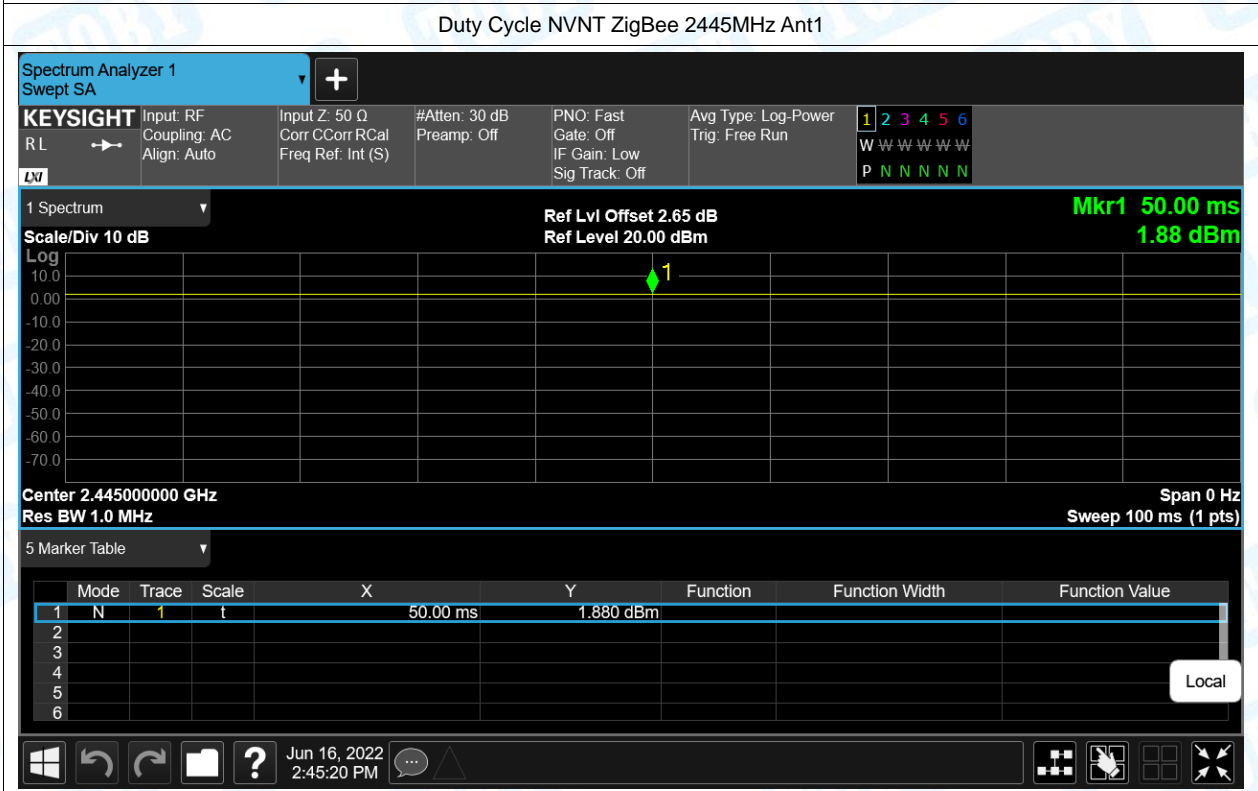 Duty Cycle NVNT ZigBee 2445MHz Ant1
Spectrum Analyzer 1
Swept SA
KEYSIGHT
RL
LXI
Input: RF
Coupling: AC
Align: Auto
Input Z: 50 Ω
Corr CCorr RCal
Freq Ref: Int (S)
#Atten: 30 dB
Preamp: Off
PNO: Fast
Gate: Off
IF Gain: Low
Sig Track: Off
Avg Type: Log-Power
Trig: Free Run
1 2 3 4 5 6
W W W W W W
P N N N N N
1 Spectrum
Scale/Div 10 dB
Ref Lvl Offset 2.65 dB
Ref Level 20.00 dBm
Mkr1 50.00 ms
1.88 dBm
Log
10.0
0.00
-10.0
-20.0
-30.0
-40.0
-50.0
-60.0
-70.0
1
Center 2.445000000 GHz
Res BW 1.0 MHz
Span 0 Hz
Sweep 100 ms (1 pts)
5 Marker Table
Mode Trace Scale X Y Function Function Width Function Value
1 N 1 t 50.00 ms 1.880 dBm
2
3
4
5
6
Local
?
Jun 16, 2022
2:45:20 PM